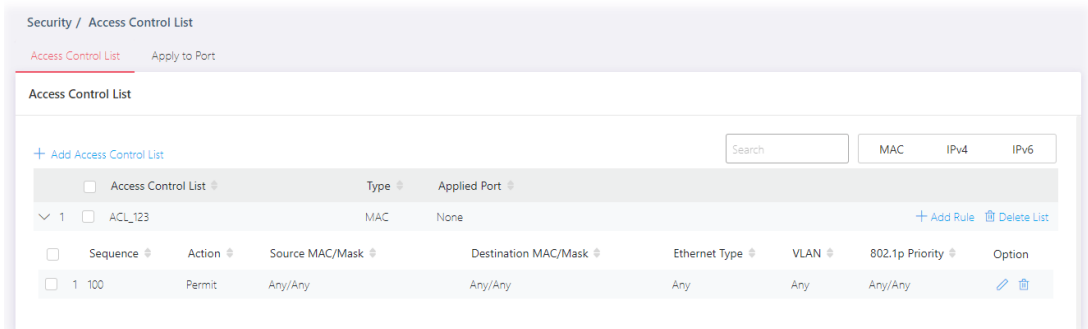 Security / Access Control List
Access Control List Apply to Port
Access Control List
+ Add Access Control List Search MAC IPv4 IPv6
Access Control List Type Applied Port
1 ACL_123 MAC None + Add Rule Delete List
Sequence Action Source MAC/Mask Destination MAC/Mask Ethernet Type VLAN 802.1p Priority Option
1 100 Permit Any/Any Any/Any Any Any Any/Any